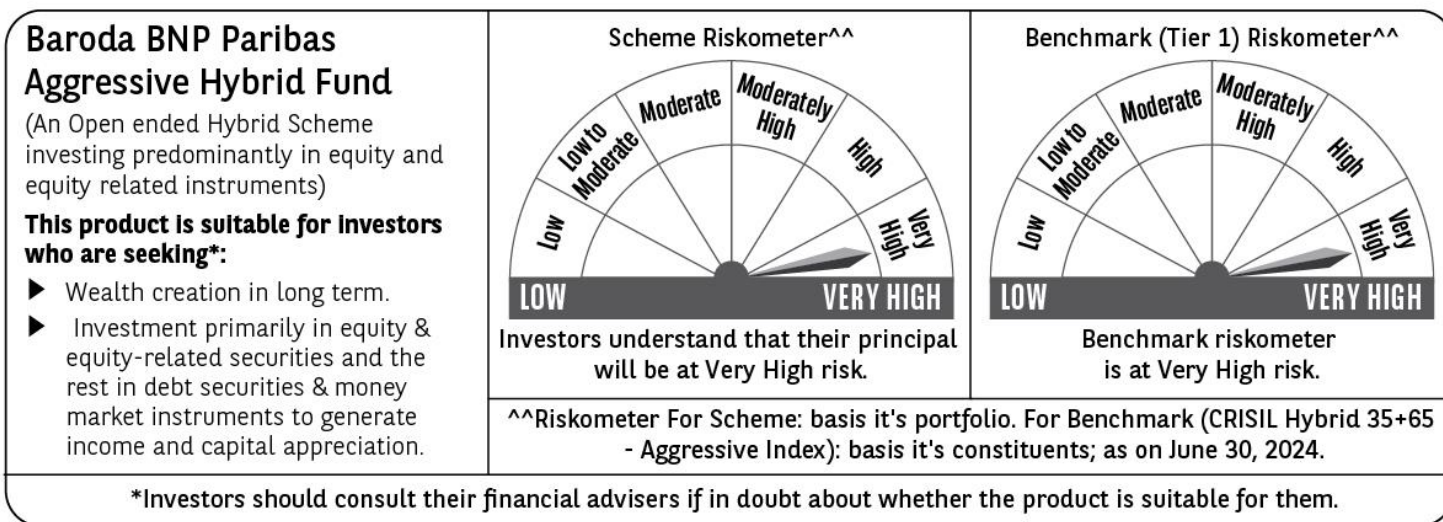 Baroda BNP Paribas
Aggressive Hybrid Fund
(An Open ended Hybrid Scheme
investing predominantly in equity and
equity related instruments)
This product is suitable for investors
who are seeking*:
▶ Wealth creation in long term.
▶ Investment primarily in equity &
equity-related securities and the
rest in debt securities & money
market instruments to generate
income and capital appreciation.
Scheme Riskometer^^
Low
Low to
Moderate
Moderate
Moderately
High
High
Very
High
LOW VERY HIGH
Investors understand that their principal
will be at Very High risk.
Benchmark (Tier 1) Riskometer^^
Low
Low to
Moderate
Moderate
Moderately
High
High
Very
High
LOW VERY HIGH
Benchmark riskometer
is at Very High risk.
^^Riskometer For Scheme: basis it's portfolio. For Benchmark (CRISIL Hybrid 35+65
- Aggressive Index): basis it's constituents; as on June 30, 2024.
*Investors should consult their financial advisers if in doubt about whether the product is suitable for them.